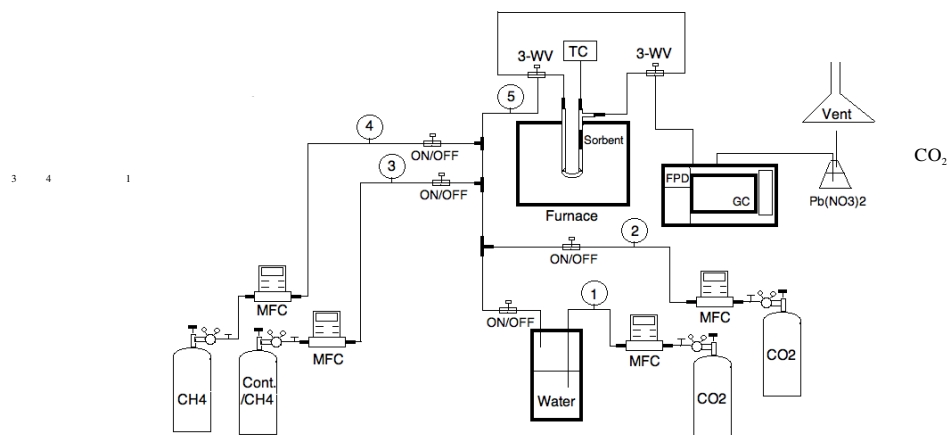 3-WV
TC
3-WV
5
Vent
4
Sorbent
ON/OFF
CO2
3
FPD
GC
3 4 1
ON/OFF
Pb(NO3)2
Furnace
2
ON/OFF
1
MFC
ON/OFF
MFC
MFC
MFC
CO2
Cont.
/CH4
CH4
Water
CO2